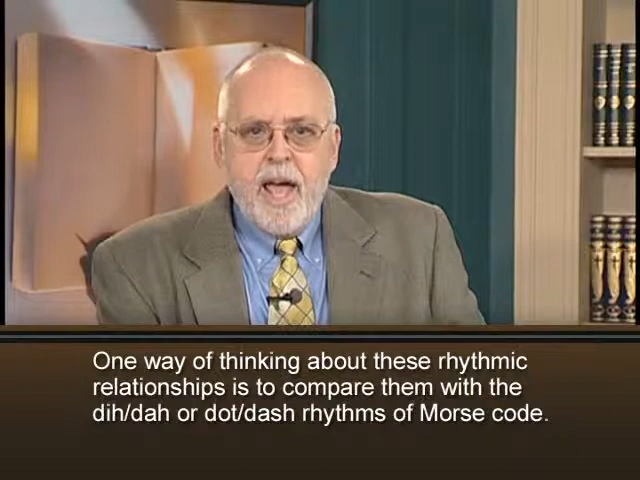 One way of thinking about these rhythmic
relationships is to compare them with the
dih/dah or dot/dash rhythms of Morse code.